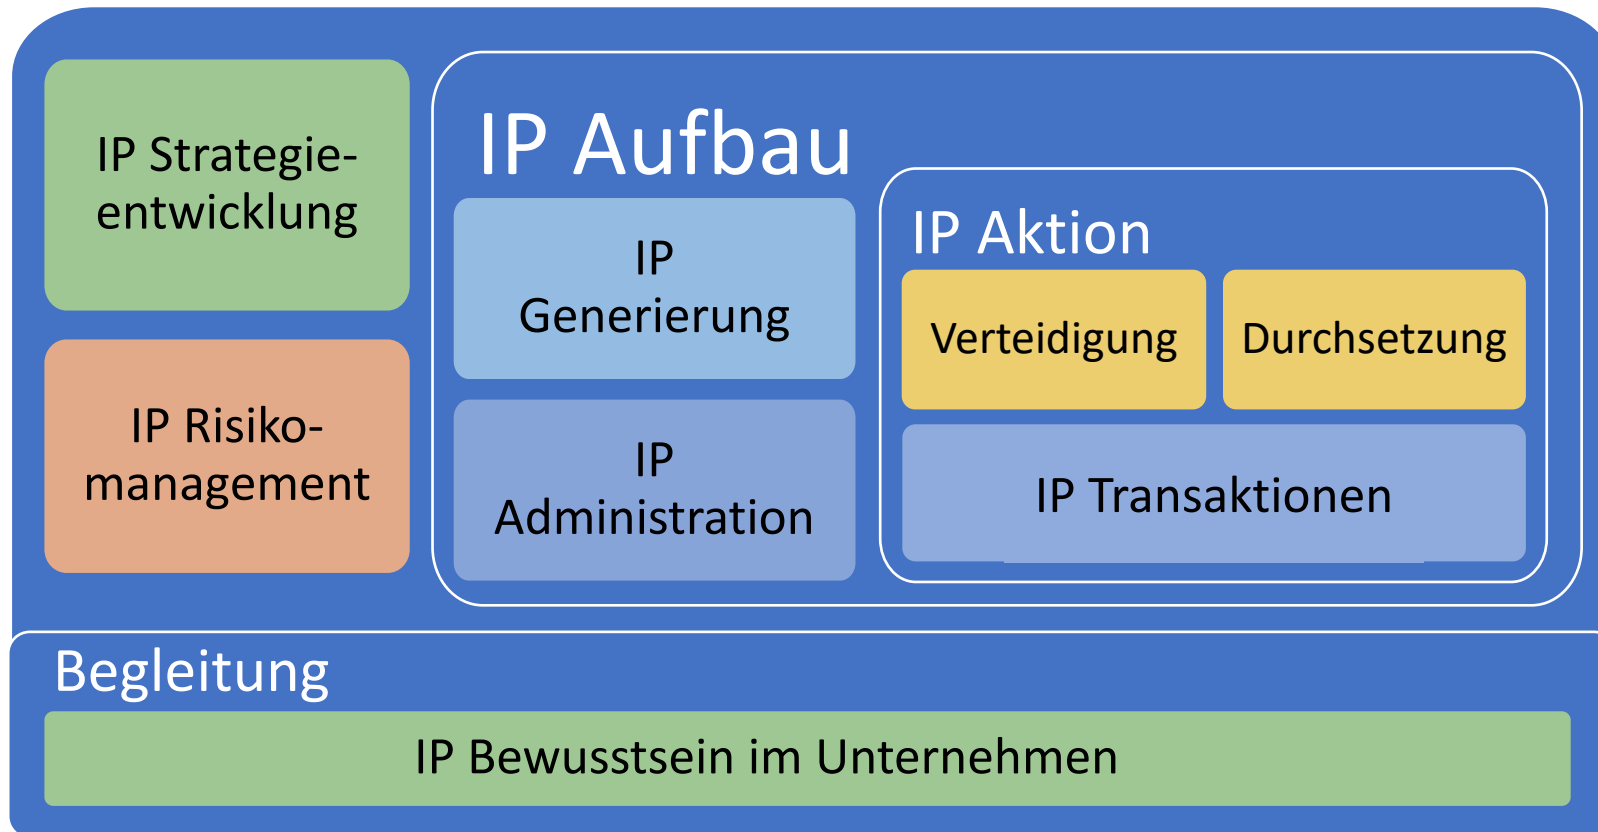 IP Strategie-
entwicklung
IP Risiko-
management
IP Aufbau
IP
Generierung
IP
Administration
IP Aktion
Verteidigung
Durchsetzung
IP Transaktionen
Begleitung
IP Bewusstsein im Unternehmen